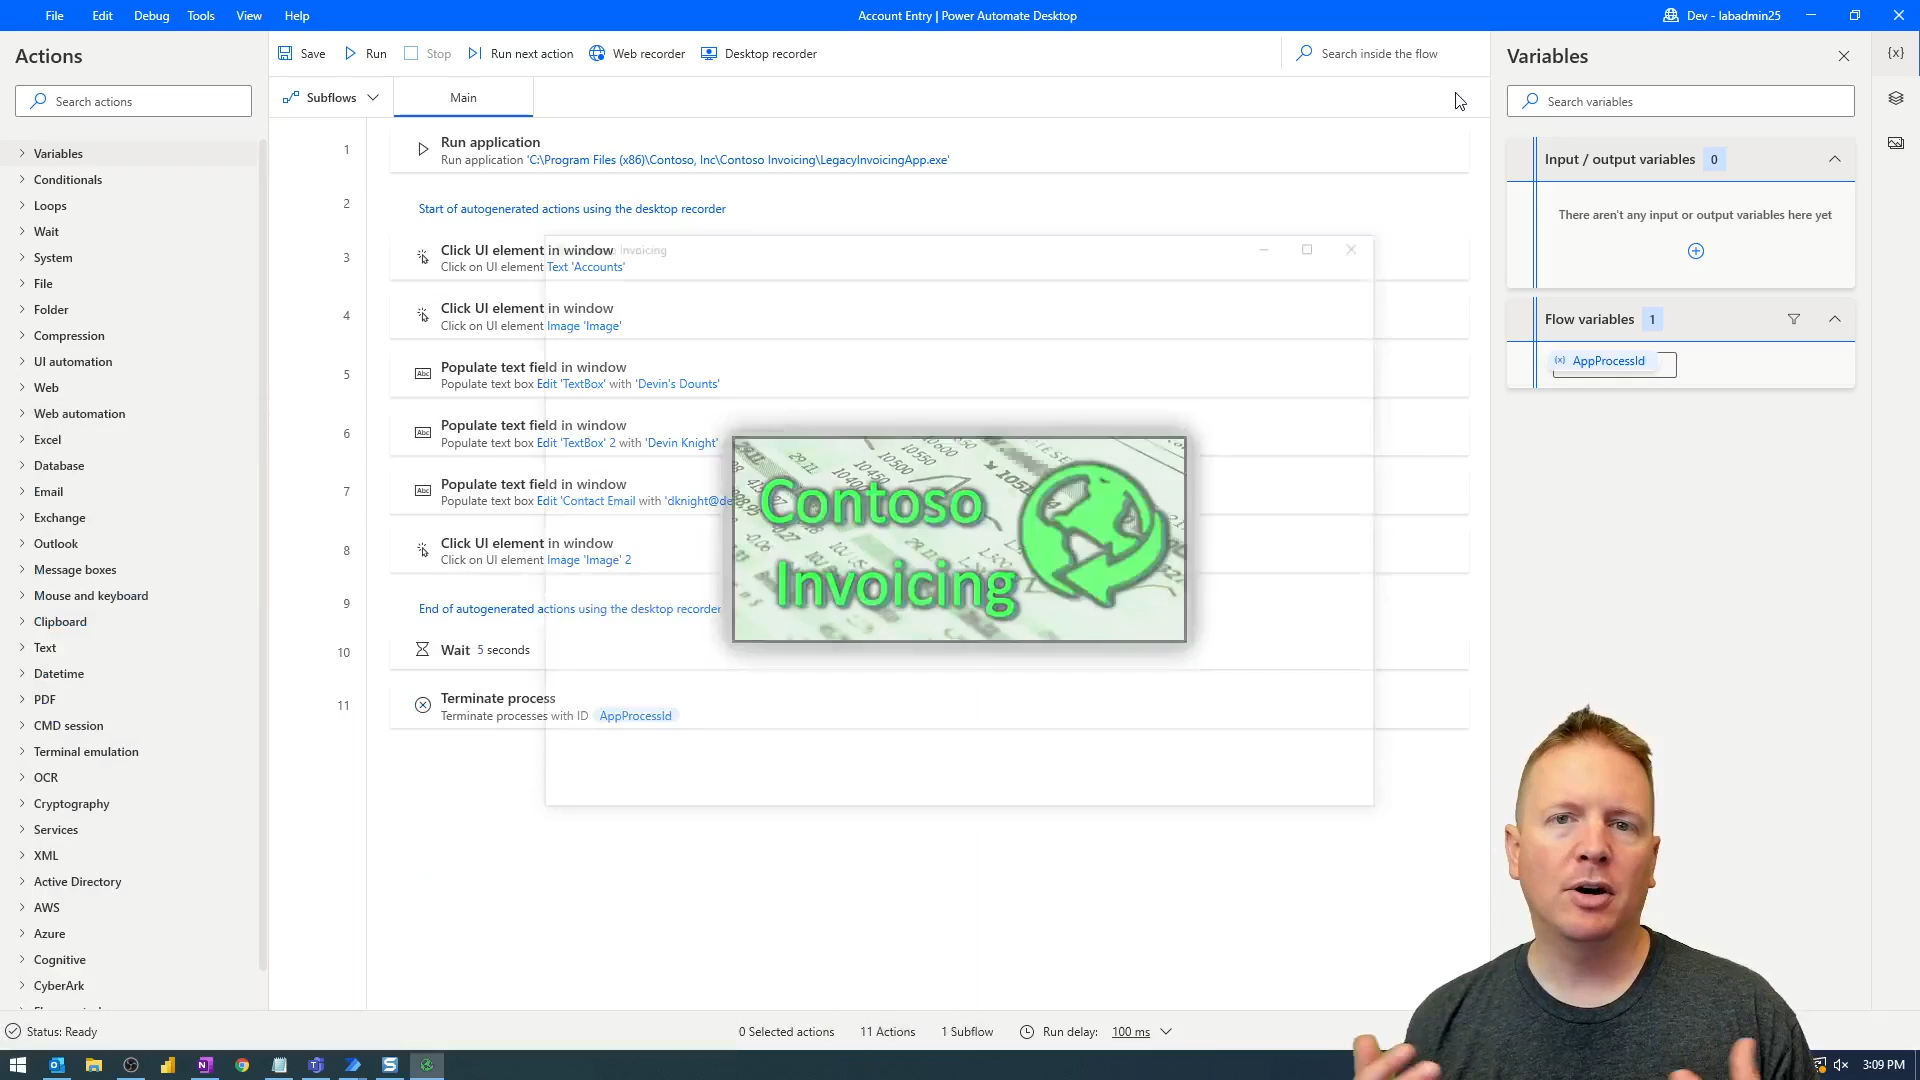 File Edit Debug Tools View Help
Account Entry | Power Automate Desktop
Dev - labadmin25
Actions
Search actions
Variables
Conditionals
Loops
Wait
System
File
Folder
Compression
UI automation
Web
Web automation
Excel
Database
Email
Exchange
Outlook
Message boxes
Mouse and keyboard
Clipboard
Text
Datetime
PDF
CMD session
Terminal emulation
OCR
Cryptography
Services
XML
Active Directory
AWS
Azure
Cognitive
CyberArk
Save Run Stop Run next action Web recorder Desktop recorder
Search inside the flow
Subflows Main
1 Run application
Run application 'C:\Program Files (x86)\Contoso, Inc\Contoso Invoicing\LegacyInvoicingApp.exe'
2 Start of autogenerated actions using the desktop recorder
3 Click UI element in window
Click on UI element Text 'Accounts'
Invoicing
4 Click UI element in window
Click on UI element Image 'Image'
5 Populate text field in window
Populate text box Edit 'TextBox' with 'Devin's Dounts'
6 Populate text field in window
Populate text box Edit 'TextBox' 2 with 'Devin Knight'
7 Populate text field in window
Populate text box Edit 'Contact Email with 'dknight@de
8 Click UI element in window
Click on UI element Image 'Image' 2
9 End of autogenerated actions using the desktop recorder
10 Wait 5 seconds
11 Terminate process
Terminate processes with ID AppProcessId
Contoso
Invoicing
Variables
Search variables
Input / output variables 0
There aren't any input or output variables here yet
Flow variables 1
{x} AppProcessId
Status: Ready
0 Selected actions 11 Actions 1 Subflow Run delay: 100 ms
3:09 PM